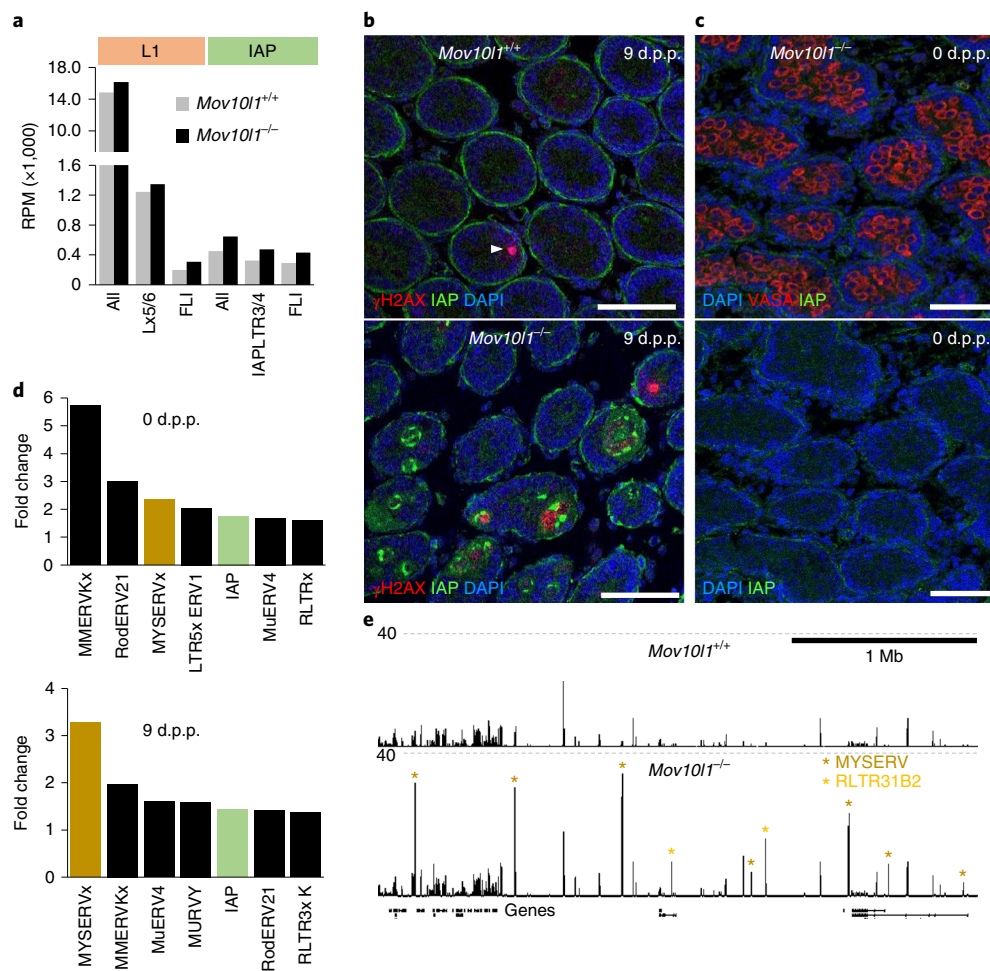 a
L1 IAP
18.0
14.0
10.0
1.6
1.2
0.8
0.4
0
RPM (×1,000)
Mov10l1+/+
Mov10l1−/−
All
Lx5/6
FLI
All
IAPLTR3/4
FLI
b
Mov10l1+/+ 9 d.p.p.
γH2AX IAP DAPI
Mov10l1−/− 9 d.p.p.
γH2AX IAP DAPI
c
Mov10l1−/− 0 d.p.p.
DAPI VASA IAP
0 d.p.p.
DAPI IAP
d
6
5
4
3
2
1
0
Fold change
0 d.p.p.
MMERVKx
RodERV21
MYSERVx
LTR5x ERV1
IAP
MuERV4
RLTRx
4
3
2
1
0
Fold change
9 d.p.p.
MYSERVx
MMERVKx
MuERV4
MURVY
IAP
RodERV21
RLTR3x K
e
40
Mov10l1+/+
1 Mb
40
Mov10l1−/−
* MYSERV
* RLTR31B2
Genes